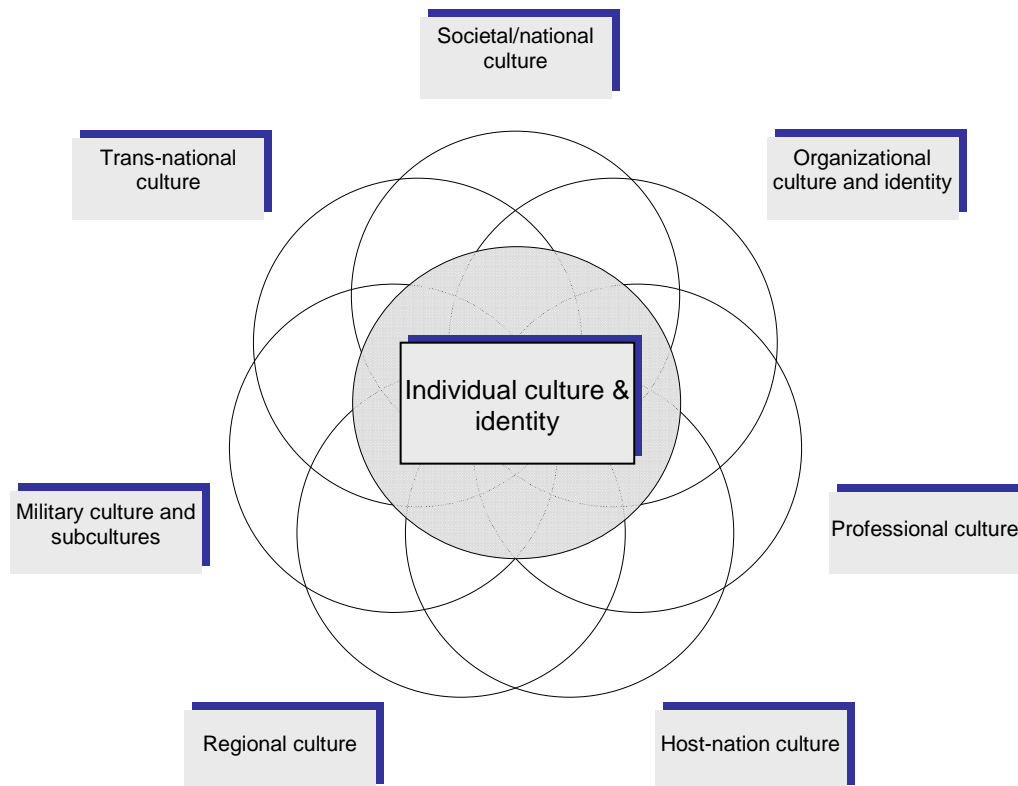 Societal/national
culture
Trans-national
culture
Organizational
culture and identity
Individual culture &
identity
Military culture and
subcultures
Professional culture
Regional culture
Host-nation culture